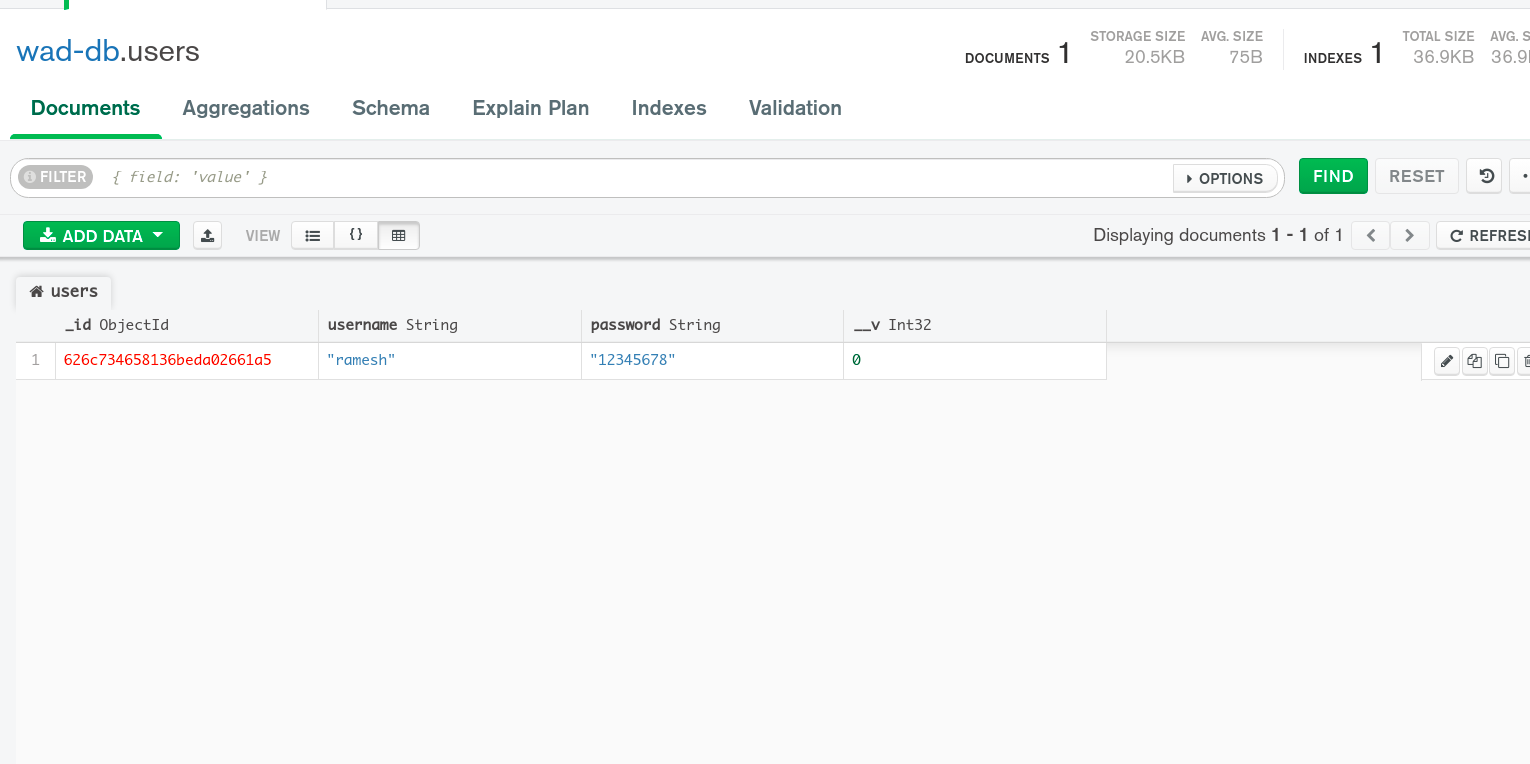 wad-db.users
DOCUMENTS 1 STORAGE SIZE 20.5KB AVG. SIZE 75B INDEXES 1 TOTAL SIZE 36.9KB AVG. S 36.9
Documents Aggregations Schema Explain Plan Indexes Validation
FILTER { field: 'value' } OPTIONS FIND RESET
ADD DATA VIEW {} Displaying documents 1 - 1 of 1 REFRES
users
_id ObjectId username String password String __v Int32
1 626c734658136beda02661a5 "ramesh" "12345678" 0